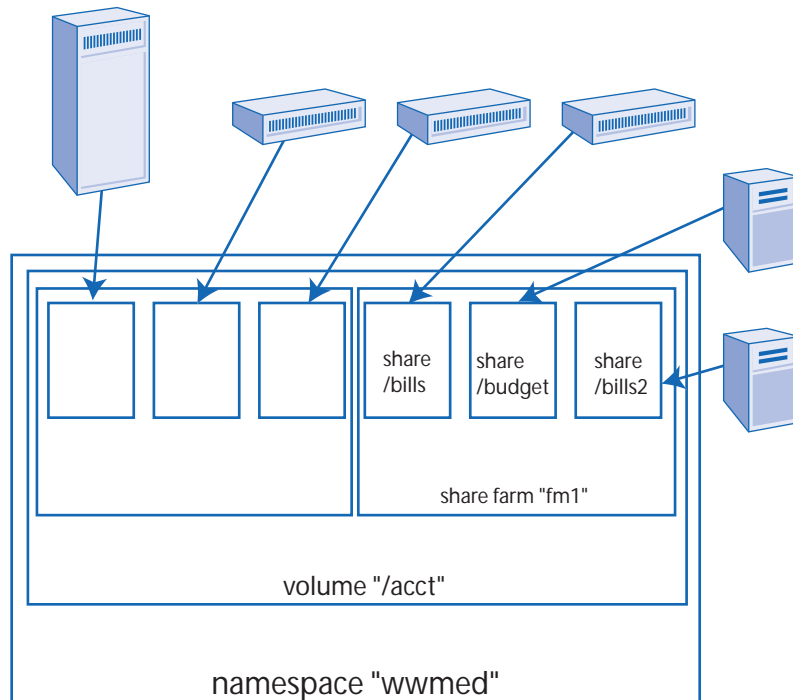 share
/bills
share
/budget
share
/bills2
share farm "fm1"
volume "/acct"
namespace "wwmed"